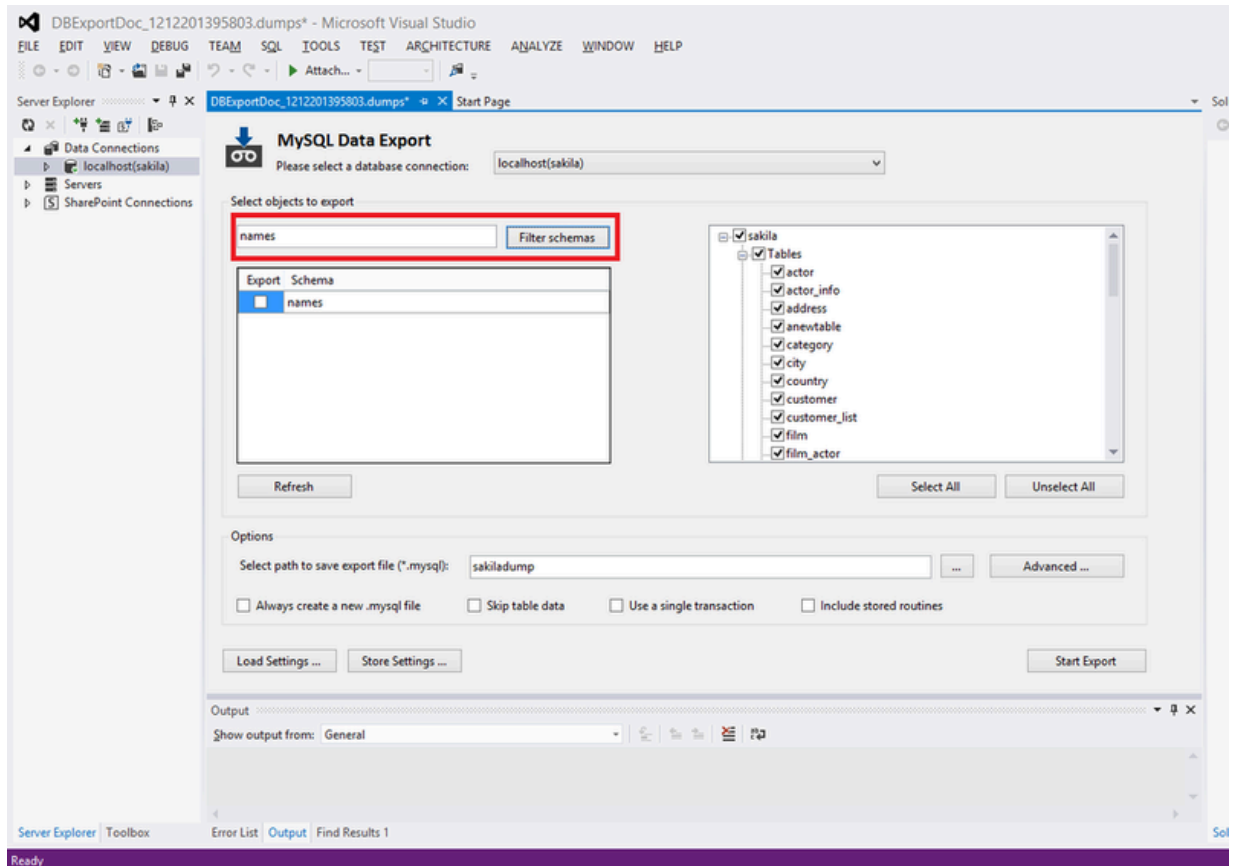 DBExportDoc_1212201395803.dumps* - Microsoft Visual Studio
FILE EDIT VIEW DEBUG TEAM SQL TOOLS TEST ARCHITECTURE ANALYZE WINDOW HELP
Attach...
Server Explorer
DBExportDoc_1212201395803.dumps*
Start Page
Sol
Data Connections
localhost(sakila)
Servers
SharePoint Connections
MySQL Data Export
Please select a database connection: localhost(sakila)
Select objects to export
names
Filter schemas
Export Schema
names
sakila
Tables
actor
actor_info
address
anewtable
category
city
country
customer
customer_list
film
film_actor
Refresh
Select All
Unselect All
Options
Select path to save export file (*.mysql): sakiladump
...
Advanced ...
Always create a new .mysql file
Skip table data
Use a single transaction
Include stored routines
Load Settings ...
Store Settings ...
Start Export
Output
Show output from: General
Server Explorer
Toolbox
Error List
Output
Find Results 1
Sol
Ready